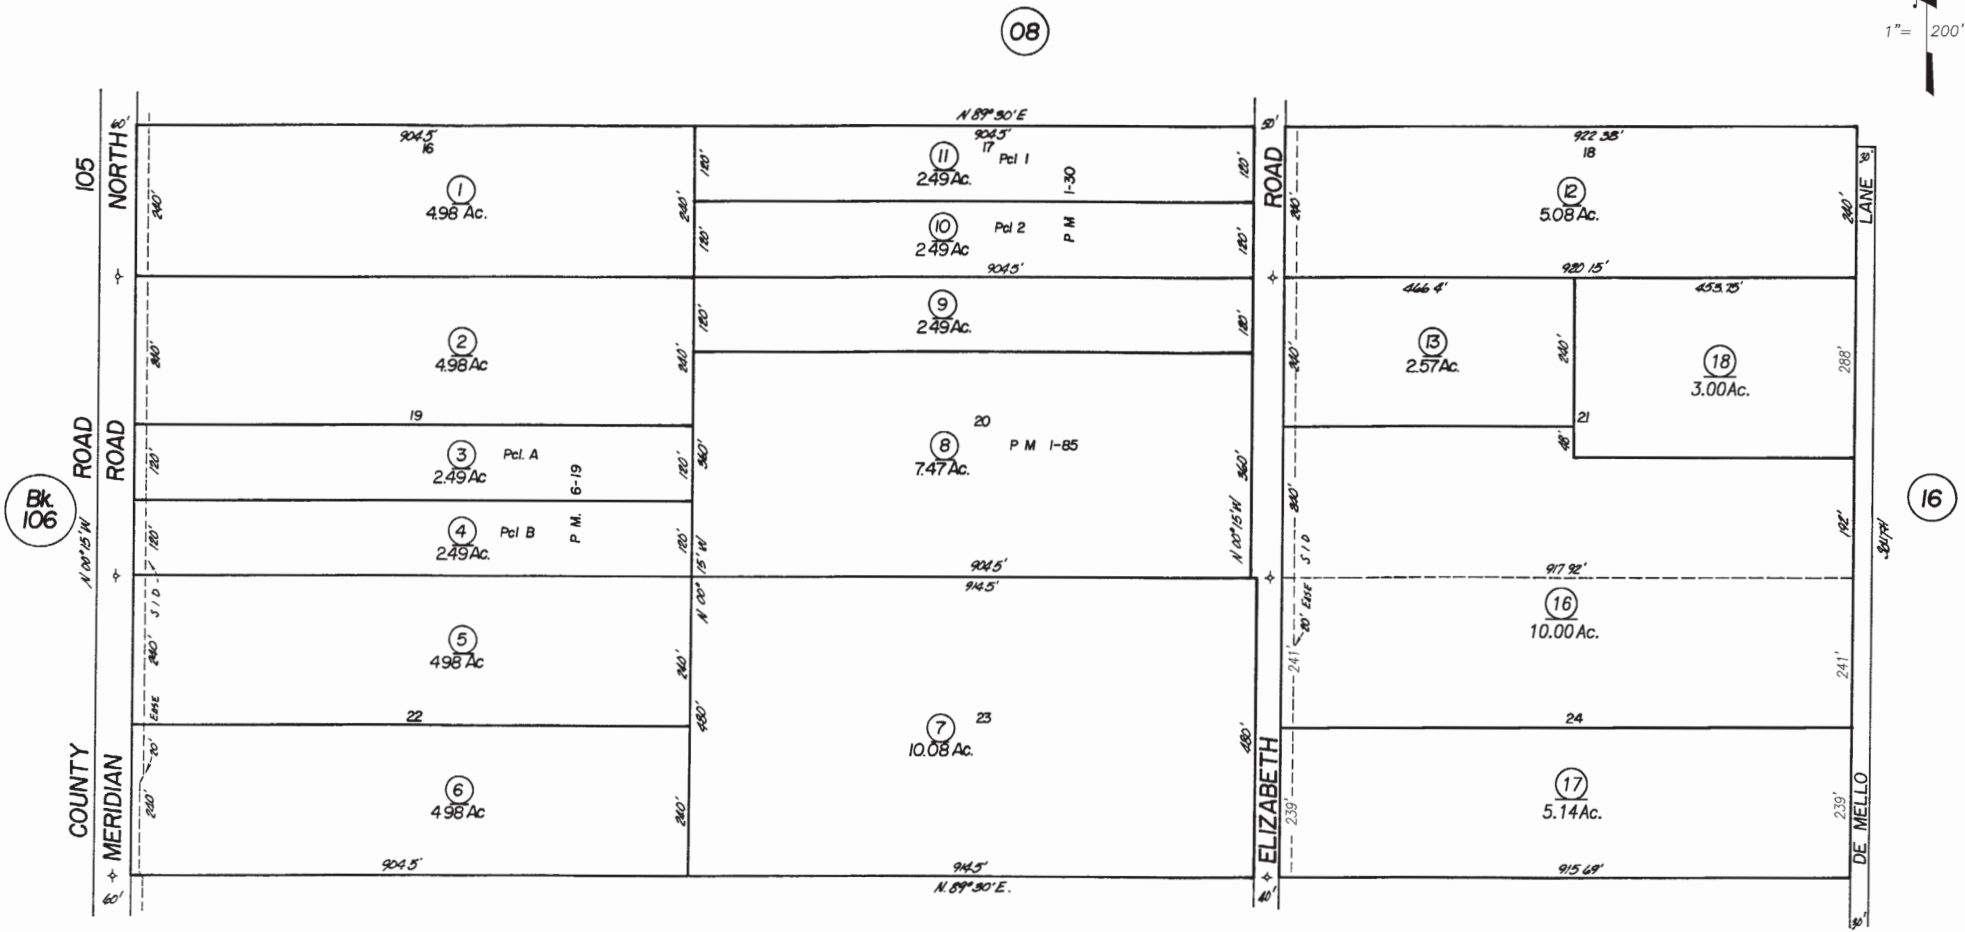 08
1"= 200'
N 89° 30' E
60'
904.5'
16
1
4.98 Ac.
240'
240'
904.5'
17
Pcl 1
11
2.49 Ac.
120'
120'
P M 1-30
10
Pcl 2
2.49 Ac
120'
120'
904.5'
50'
922 38'
18
12
5.08 Ac.
240'
240'
30'
105
NORTH
ROAD
LANE
2
4.98 Ac
240'
19
9
2.49 Ac.
120'
120'
920 15'
466 4'
453.75'
13
2.57 Ac.
240'
240'
18
3.00 Ac.
288'
21
48'
3
Pcl. A
2.49 Ac.
120'
120'
4
Pcl B
2.49 Ac.
120'
120'
P M. 6-19
20
8
P M 1-85
7.47 Ac.
360'
360'
N 00° 15' W
904.5'
914.5'
ROAD
ROAD
Bk.
106
N 00° 15' W
16
192'
917 92'
16
10.00 Ac.
241'
241'
20' Ease S I D
N 00° 15' W
5
4.98 Ac
240'
240'
20' Ease S I D
22
23
7
10.08 Ac.
480'
480'
24
6
4.98 Ac
240'
240'
17
5.14 Ac.
239'
239'
COUNTY
MERIDIAN
ELIZABETH
DE MELLO
904.5'
914.5'
915 69'
N. 89° 30' E.
60'
40'
30'